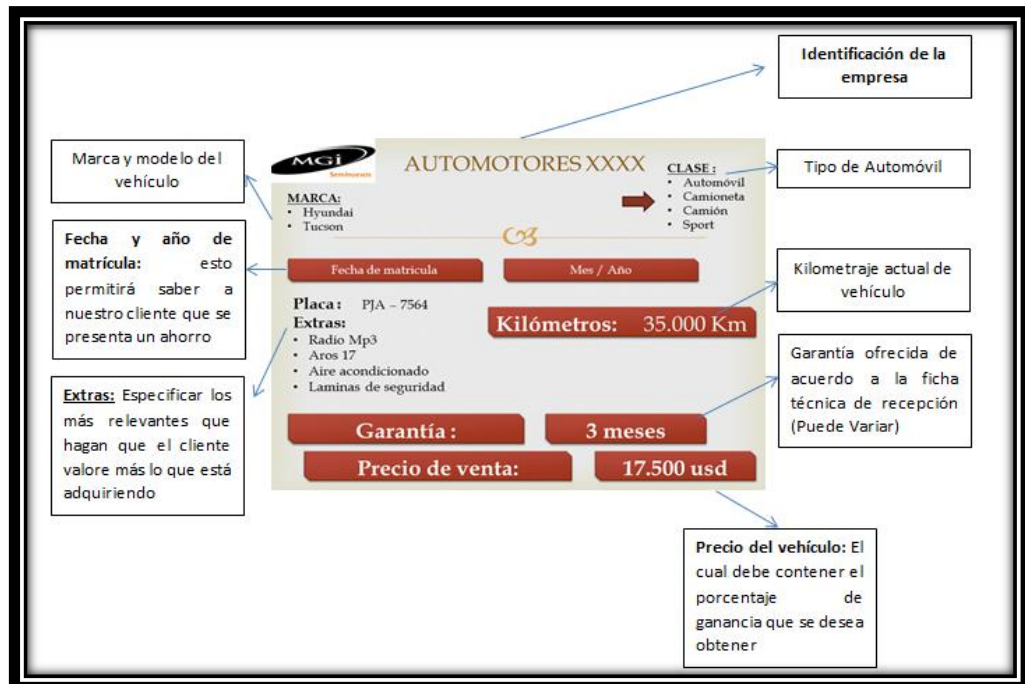 Identificación de la
empresa
Marca y modelo del
vehículo
MGi
Seminuevos
AUTOMOTORES XXXX
CLASE :
• Automóvil
• Camioneta
• Camión
• Sport
Tipo de Automóvil
MARCA:
• Hyundai
• Tucson
Fecha y año de
matrícula: esto
permitirá saber a
nuestro cliente que se
presenta un ahorro
Fecha de matricula
Mes / Año
Kilometraje actual de
vehículo
Placa : PJA – 7564
Extras:
• Radio Mp3
• Aros 17
• Aire acondicionado
• Laminas de seguridad
Kilómetros: 35.000 Km
Garantía ofrecida de
acuerdo a la ficha
técnica de recepción
(Puede Variar)
Extras: Especificar los
más relevantes que
hagan que el cliente
valore más lo que está
adquiriendo
Garantía :
3 meses
Precio de venta:
17.500 usd
Precio del vehículo: El
cual debe contener el
porcentaje de
ganancia que se desea
obtener